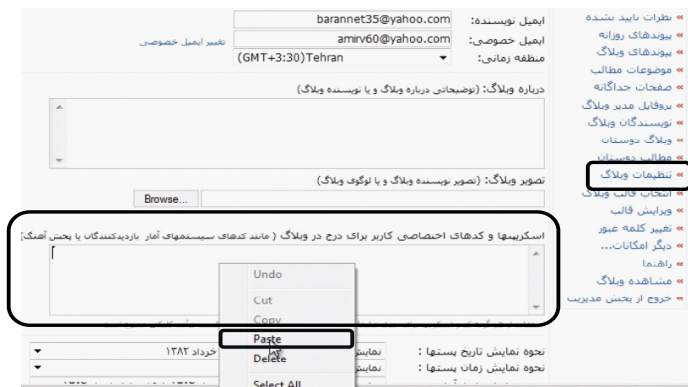 ایمیل نویسنده: barannet35@yahoo.com
ایمیل خصوصی: amirv60@yahoo.com تغییر ایمیل خصوصی
منطقه زمانی: (GMT+3:30)Tehran
درباره وبلاگ: (توضیحاتی درباره وبلاگ و یا نویسنده وبلاگ)
تصویر وبلاگ: (تصویر نویسنده وبلاگ و یا لوگوی وبلاگ)
Browse...
اسکریپتها و کدهای اختصاصی کاربر برای درج در وبلاگ ( مانند کدهای سیستمهای آمار بازدیدکنندگان یا پخش آهنگ)
Undo
Cut
Copy
Paste
Delete
Select All
نحوه نمایش تاریخ پستها : نمایش خرداد ۱۳۸۲
نحوه نمایش زمان پستها : نمایش
» نظرات تایید نشده
» پیوندهای روزانه
» پیوندهای وبلاگ
» موضوعات مطالب
» صفحات جداگانه
» پروفایل مدیر وبلاگ
» نویسندگان وبلاگ
» وبلاگ دوستان
» مطالب دوستان
» تنظیمات وبلاگ
» انتخاب قالب وبلاگ
» ویرایش قالب
» تغییر کلمه عبور
» دیگر امکانات...
» راهنما
» مشاهده وبلاگ
» خروج از بخش مدیریت